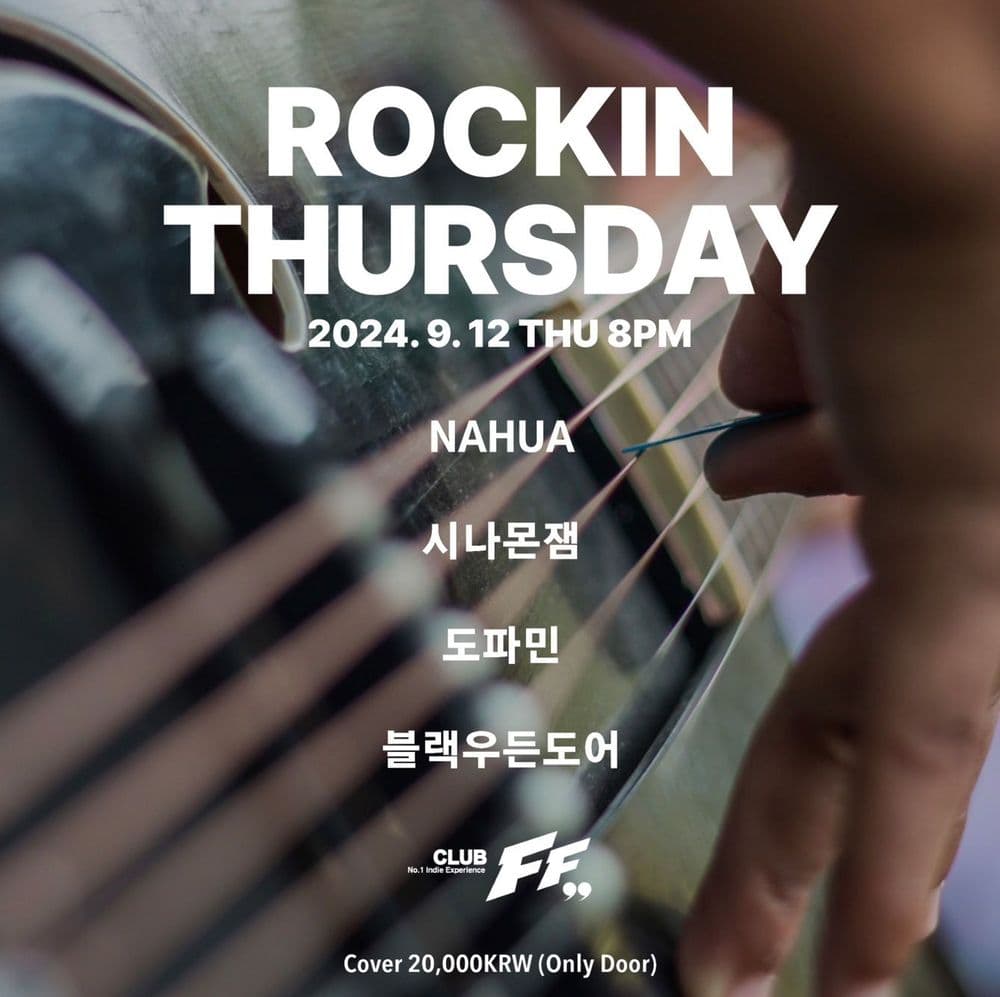 ROCKIN
THURSDAY
2024. 9. 12 THU 8PM
NAHUA
시나몬잼
도파민
블랙우든도어
CLUB
No.1 Indie Experience
FF
Cover 20,000KRW (Only Door)